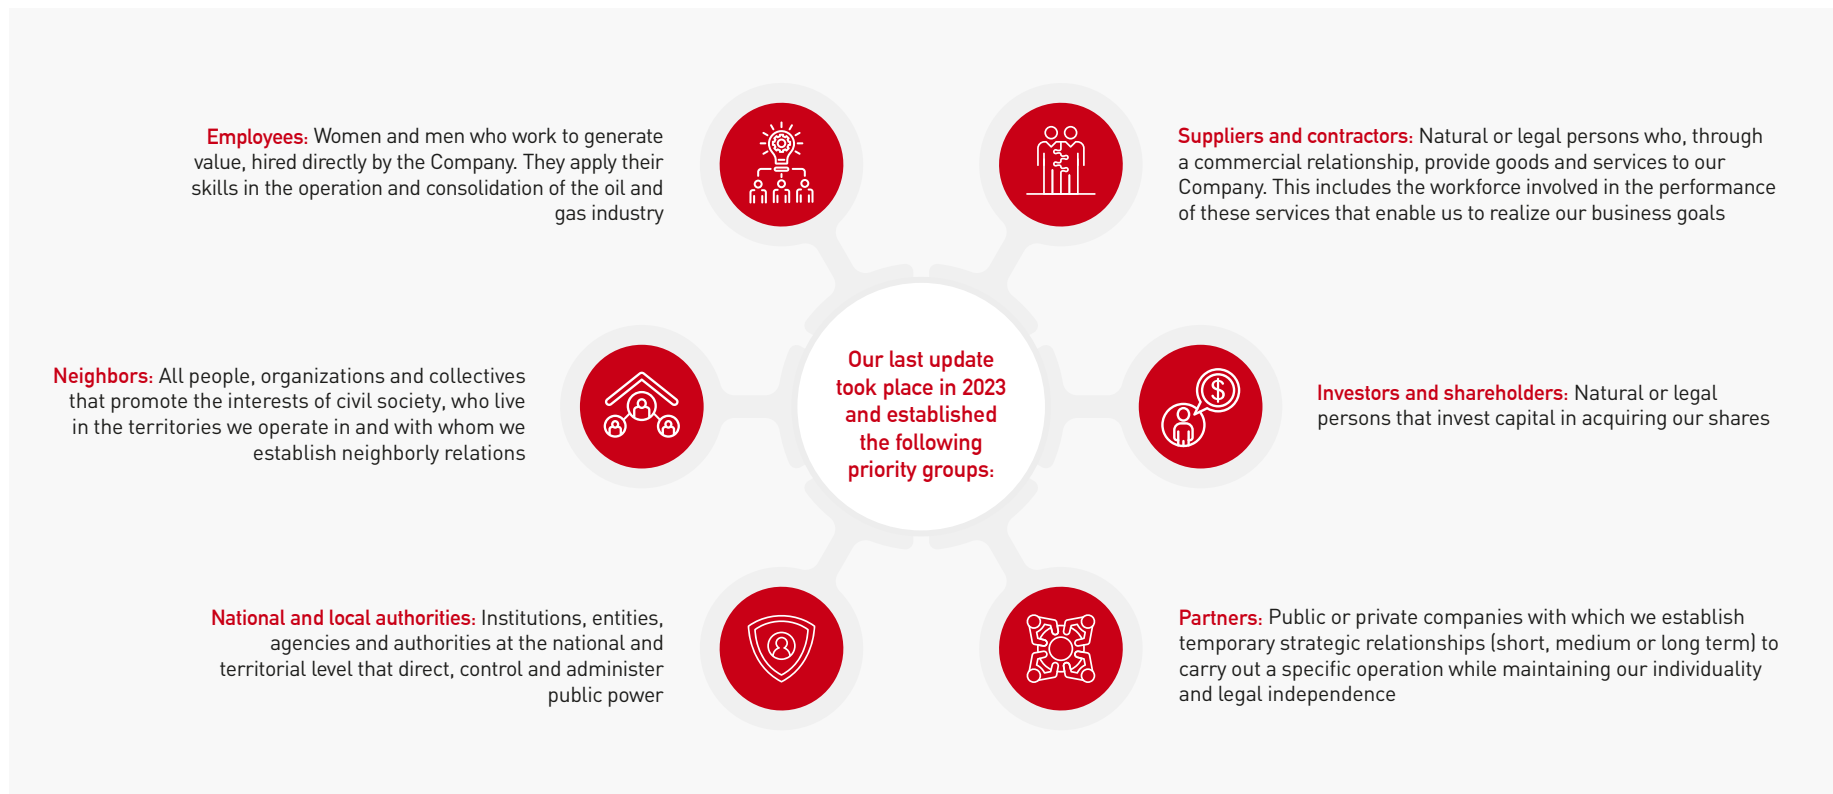 Employees: Women and men who work to generate
value, hired directly by the Company. They apply their
skills in the operation and consolidation of the oil and
gas industry
Suppliers and contractors: Natural or legal persons who, through
a commercial relationship, provide goods and services to our
Company. This includes the workforce involved in the performance
of these services that enable us to realize our business goals
Neighbors: All people, organizations and collectives
that promote the interests of civil society, who live
in the territories we operate in and with whom we
establish neighborly relations
Our last update
took place in 2023
and established
the following
priority groups:
$
Investors and shareholders: Natural or legal
persons that invest capital in acquiring our shares
National and local authorities: Institutions, entities,
agencies and authorities at the national and
territorial level that direct, control and administer
public power
Partners: Public or private companies with which we establish
temporary strategic relationships (short, medium or long term) to
carry out a specific operation while maintaining our individuality
and legal independence